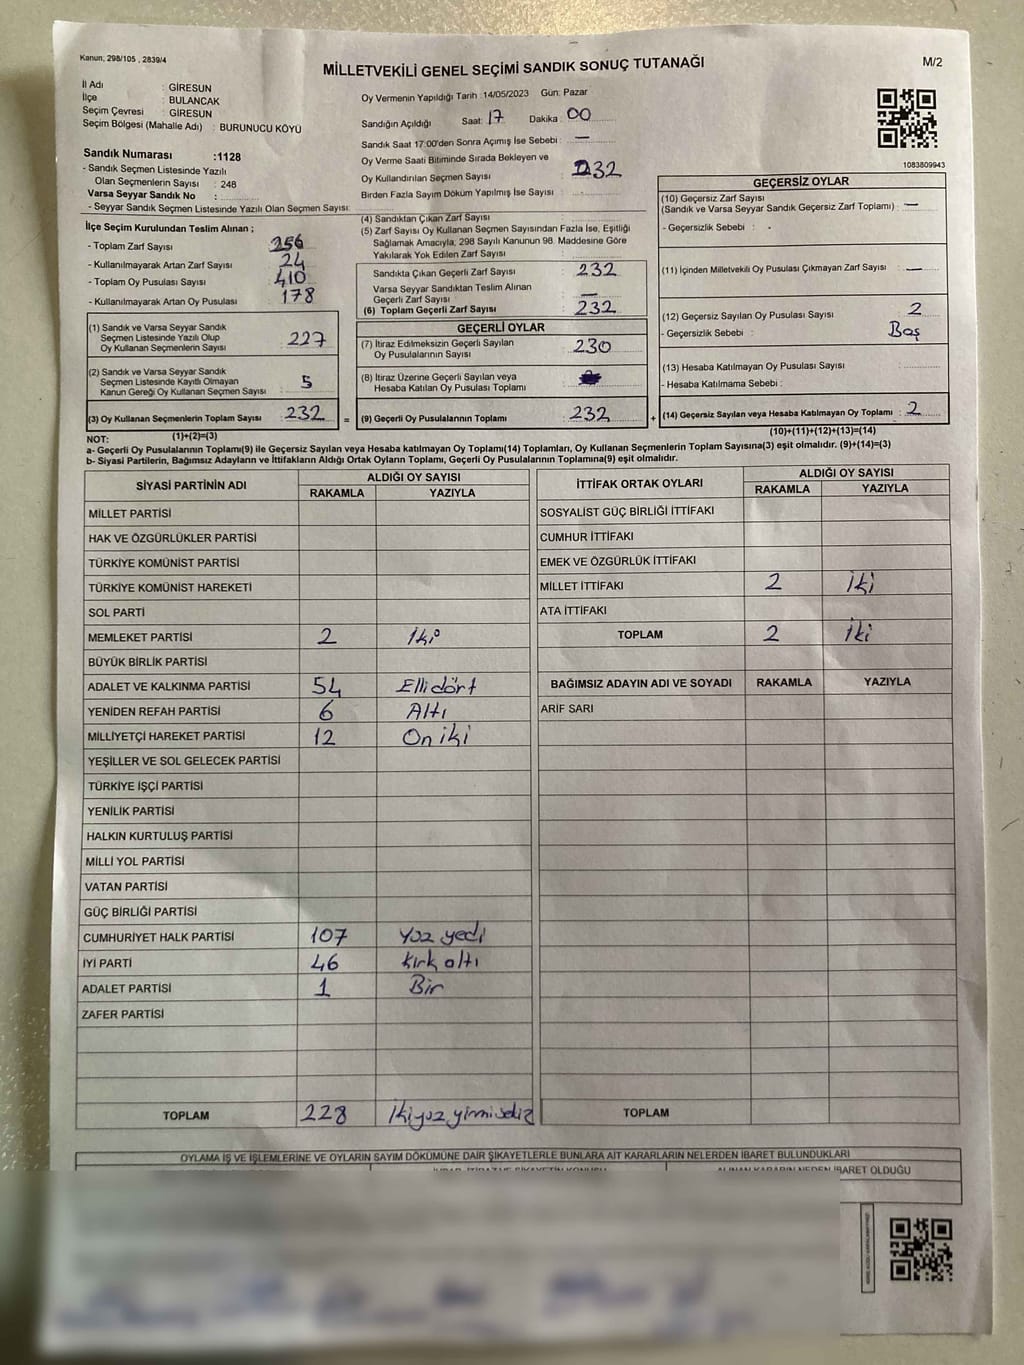 Kanun, 298/105 , 2839/4
MİLLETVEKİLİ GENEL SEÇİMİ SANDIK SONUÇ TUTANAĞI
M/2
İl Adı : GİRESUN
İlçe : BULANCAK
Seçim Çevresi : GİRESUN
Seçim Bölgesi (Mahalle Adı) : BURUNUCU KÖYÜ
Sandık Numarası :1128
- Sandık Seçmen Listesinde Yazılı
Olan Seçmenlerin Sayısı : 248
Varsa Seyyar Sandık No :
- Seyyar Sandık Seçmen Listesinde Yazılı Olan Seçmen Sayısı:
Oy Vermenin Yapıldığı Tarih :14/05/2023 Gün: Pazar
Sandığın Açıldığı Saat: 17 Dakika: 00
Sandık Saat 17:00'den Sonra Açımış İse Sebebi : —
Oy Verme Saati Bitiminde Sırada Bekleyen ve
Oy Kullandırılan Seçmen Sayısı : 232
Birden Fazla Sayım Döküm Yapılmış İse Sayısı :
1083809943
İlçe Seçim Kurulundan Teslim Alınan ;
- Toplam Zarf Sayısı : 256
- Kullanılmayarak Artan Zarf Sayısı : 24
- Toplam Oy Pusulası Sayısı : 410
- Kullanılmayarak Artan Oy Pusulası : 178
(1) Sandık ve Varsa Seyyar Sandık
Seçmen Listesinde Yazılı Olup
Oy Kullanan Seçmenlerin Sayısı : 227
(2) Sandık ve Varsa Seyyar Sandık
Seçmen Listesinde Kayıtlı Olmayan
Kanun Gereği Oy Kullanan Seçmen Sayısı : 5
(3) Oy Kullanan Seçmenlerin Toplam Sayısı : 232 =
(1)+(2)=(3)
(4) Sandıktan Çıkan Zarf Sayısı :
(5) Zarf Sayısı Oy Kullanan Seçmen Sayısından Fazla İse, Eşitliği
Sağlamak Amacıyla, 298 Sayılı Kanunun 98. Maddesine Göre
Yakılarak Yok Edilen Zarf Sayısı :
Sandıkta Çıkan Geçerli Zarf Sayısı : 232
Varsa Seyyar Sandıktan Teslim Alınan
Geçerli Zarf Sayısı : —
(6) Toplam Geçerli Zarf Sayısı : 232
GEÇERLİ OYLAR
(7) İtiraz Edilmeksizin Geçerli Sayılan
Oy Pusulalarının Sayısı : 230
(8) İtiraz Üzerine Geçerli Sayılan veya
Hesaba Katılan Oy Pusulası Toplamı :
(9) Geçerli Oy Pusulalarının Toplamı : 232 +
GEÇERSİZ OYLAR
(10) Geçersiz Zarf Sayısı
(Sandık ve Varsa Seyyar Sandık Geçersiz Zarf Toplamı) : —
- Geçersizlik Sebebi : -
(11) İçinden Milletvekili Oy Pusulası Çıkmayan Zarf Sayısı : —
(12) Geçersiz Sayılan Oy Pusulası Sayısı : 2
- Geçersizlik Sebebi : Boş
(13) Hesaba Katılmayan Oy Pusulası Sayısı :
- Hesaba Katılmama Sebebi :
(14) Geçersiz Sayılan veya Hesaba Katılmayan Oy Toplamı : 2
(10)+(11)+(12)+(13)=(14)
NOT:
a- Geçerli Oy Pusulalarının Toplamı(9) ile Geçersiz Sayılan veya Hesaba katılmayan Oy Toplamı(14) Toplamları, Oy Kullanan Seçmenlerin Toplam Sayısına(3) eşit olmalıdır. (9)+(14)=(3)
b- Siyasi Partilerin, Bağımsız Adayların ve İttifakların Aldığı Ortak Oyların Toplamı, Geçerli Oy Pusulalarının Toplamına(9) eşit olmalıdır.
SİYASİ PARTİNİN ADI
ALDIĞI OY SAYISI
RAKAMLA YAZIYLA
MİLLET PARTİSİ
HAK VE ÖZGÜRLÜKLER PARTİSİ
TÜRKİYE KOMÜNİST PARTİSİ
TÜRKİYE KOMÜNİST HAREKETİ
SOL PARTİ
MEMLEKET PARTİSİ 2 İki
BÜYÜK BİRLİK PARTİSİ
ADALET VE KALKINMA PARTİSİ 54 Ellidört
YENİDEN REFAH PARTİSİ 6 Altı
MİLLİYETÇİ HAREKET PARTİSİ 12 On iki
YEŞİLLER VE SOL GELECEK PARTİSİ
TÜRKİYE İŞÇİ PARTİSİ
YENİLİK PARTİSİ
HALKIN KURTULUŞ PARTİSİ
MİLLİ YOL PARTİSİ
VATAN PARTİSİ
GÜÇ BİRLİĞİ PARTİSİ
CUMHURİYET HALK PARTİSİ 107 Yüz yedi
İYİ PARTİ 46 Kırk altı
ADALET PARTİSİ 1 Bir
ZAFER PARTİSİ
TOPLAM 228 İkiyüz yirmi sekiz
İTTİFAK ORTAK OYLARI
ALDIĞI OY SAYISI
RAKAMLA YAZIYLA
SOSYALİST GÜÇ BİRLİĞİ İTTİFAKI
CUMHUR İTTİFAKI
EMEK VE ÖZGÜRLÜK İTTİFAKI
MİLLET İTTİFAKI 2 İki
ATA İTTİFAKI
TOPLAM 2 İki
BAĞIMSIZ ADAYIN ADI VE SOYADI RAKAMLA YAZIYLA
ARİF SARI
TOPLAM
OYLAMA İŞ VE İŞLEMLERİNE VE OYLARIN SAYIM DÖKÜMÜNE DAİR ŞİKAYETLERLE BUNLARA AİT KARARLARIN NELERDEN İBARET BULUNDUKLARI
ALINAN KARARIN NEDEN İBARET OLDUĞU